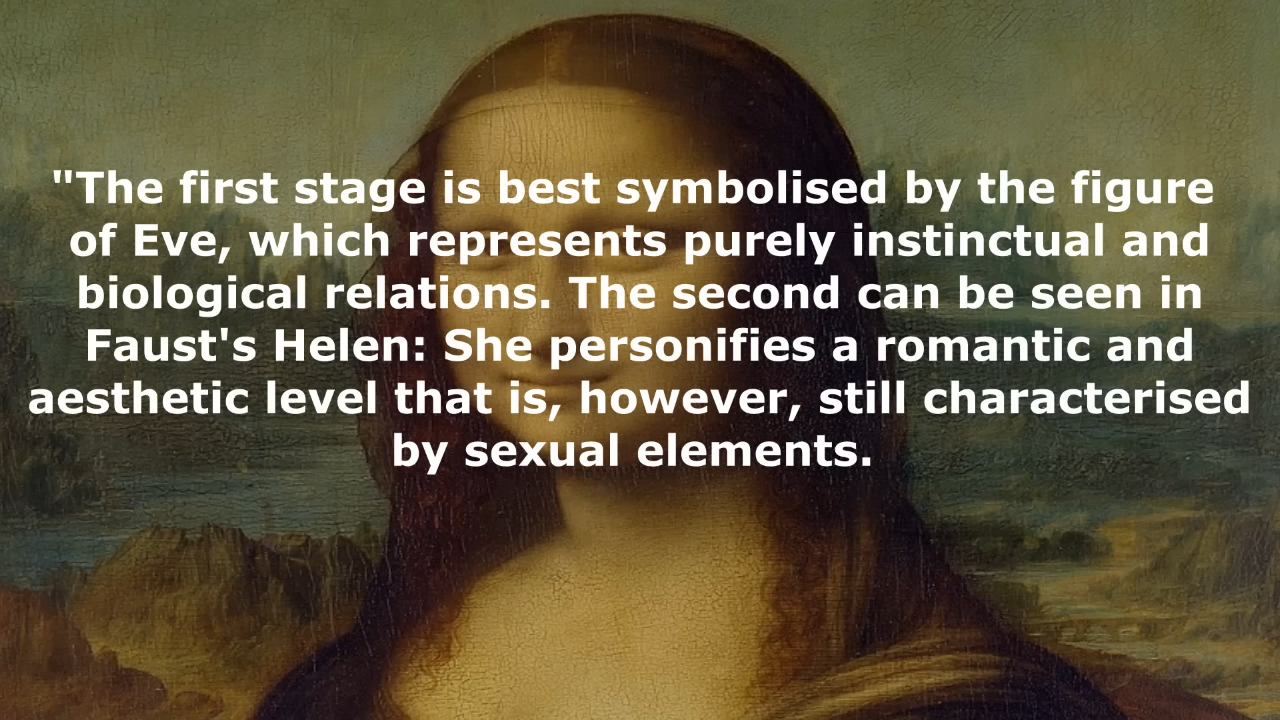 "The first stage is best symbolised by the figure
of Eve, which represents purely instinctual and
biological relations. The second can be seen in
Faust's Helen: She personifies a romantic and
aesthetic level that is, however, still characterised
by sexual elements.